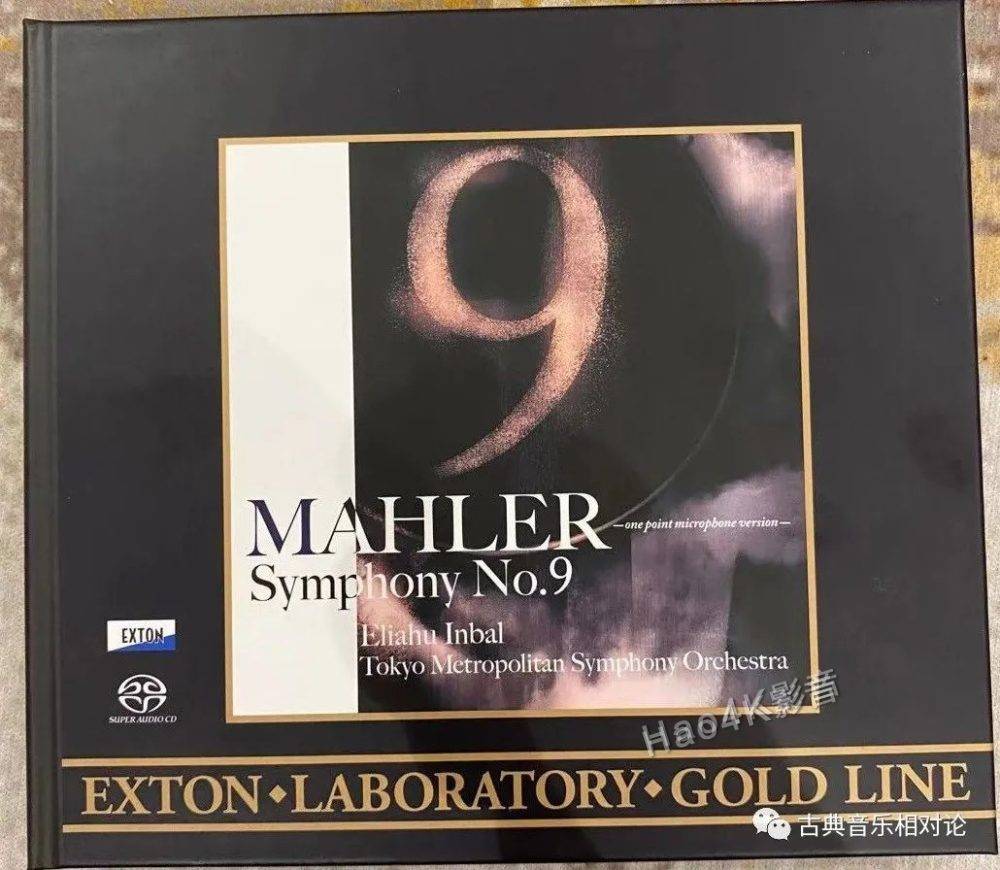 9
MAHLER
—one point microphone version—
Symphony No.9
Eliahu Inbal
Tokyo Metropolitan Symphony Orchestra
EXTON
SUPER AUDIO CD
Hao4K影音
EXTON◆LABORATORY◆GOLD LINE
古典音乐相对论